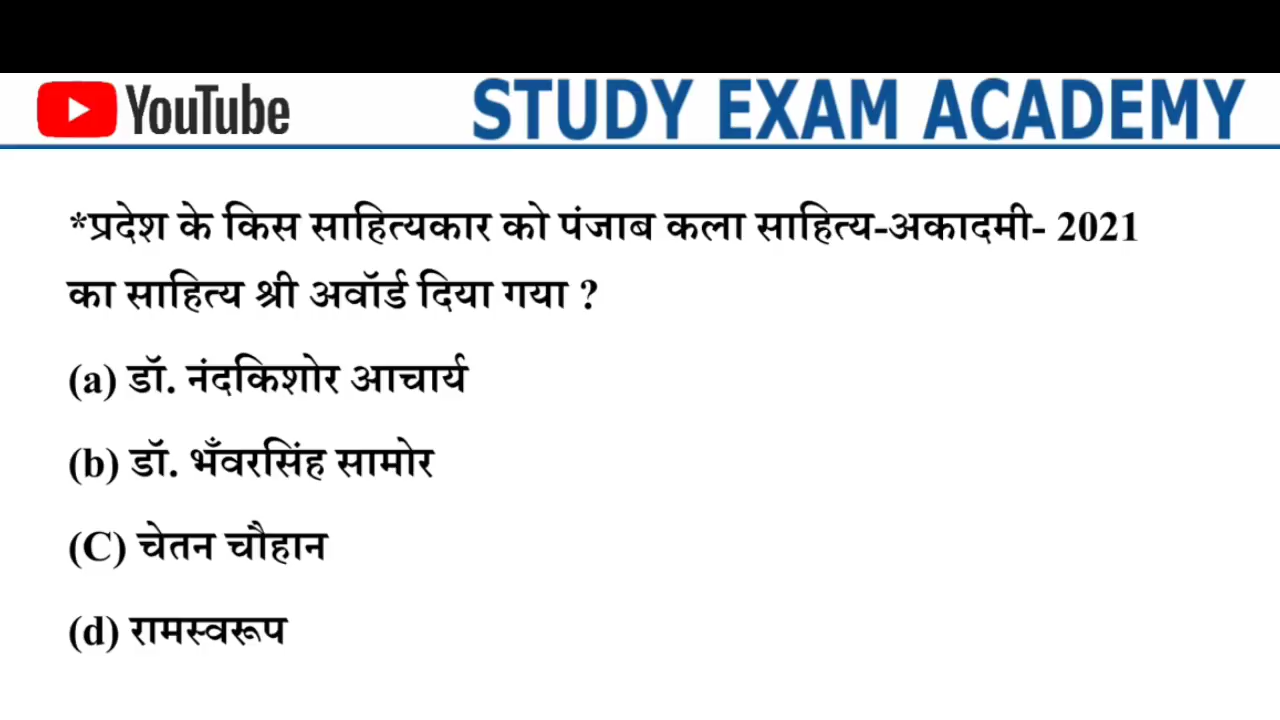 YouTube STUDY EXAM ACADEMY
*प्रदेश के किस साहित्यकार को पंजाब कला साहित्य-अकादमी- 2021
का साहित्य श्री अवॉर्ड दिया गया ?
(a) डॉ. नंदकिशोर आचार्य
(b) डॉ. भँवरसिंह सामोर
(C) चेतन चौहान
(d) रामस्वरूप